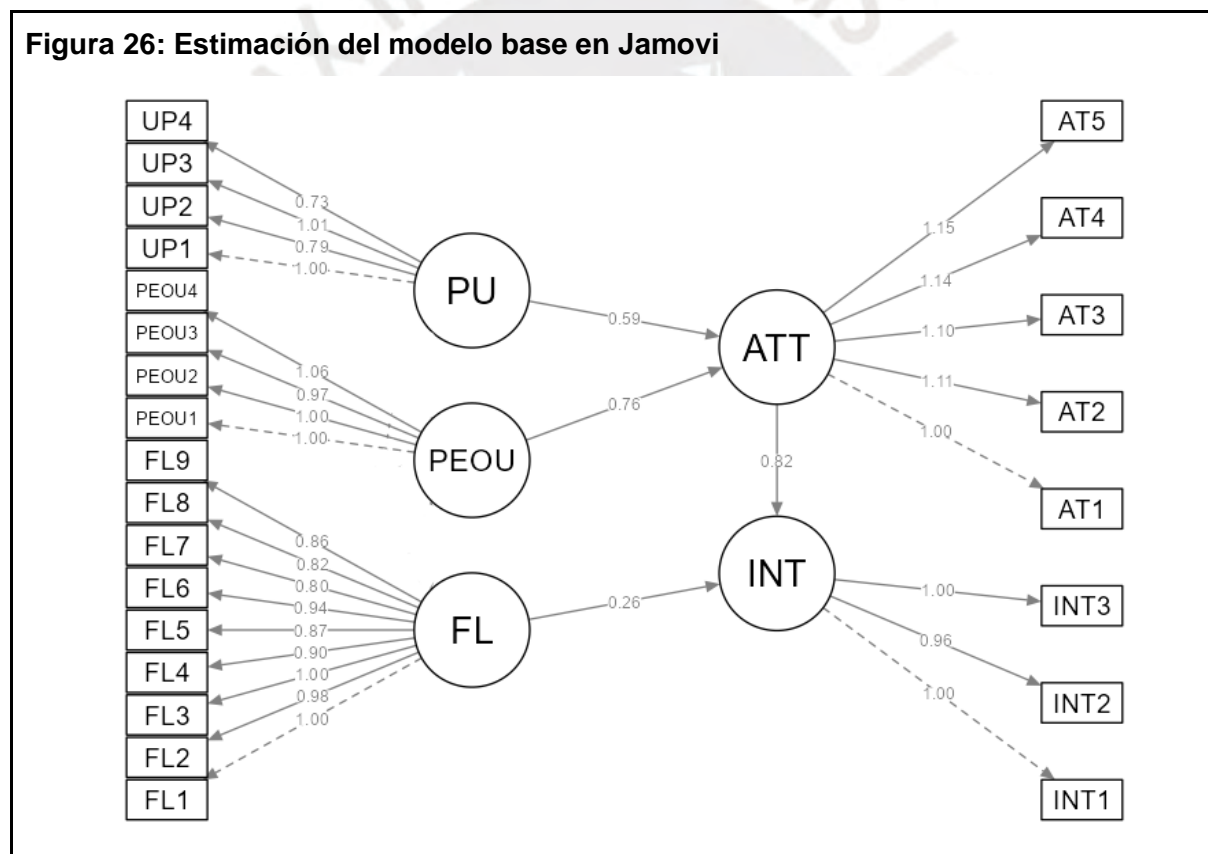 Figura 26: Estimación del modelo base en Jamovi
UP4
UP3
UP2
UP1
PEOU4
PEOU3
PEOU2
PEOU1
FL9
FL8
FL7
FL6
FL5
FL4
FL3
FL2
FL1
0.73
1.01
0.79
1.00
1.06
0.97
1.00
1.00
0.86
0.82
0.80
0.94
0.87
0.90
1.00
0.98
1.00
PU
PEOU
FL
0.59
0.76
0.26
ATT
0.82
INT
1.15
1.14
1.10
1.11
1.00
1.00
0.96
1.00
AT5
AT4
AT3
AT2
AT1
INT3
INT2
INT1